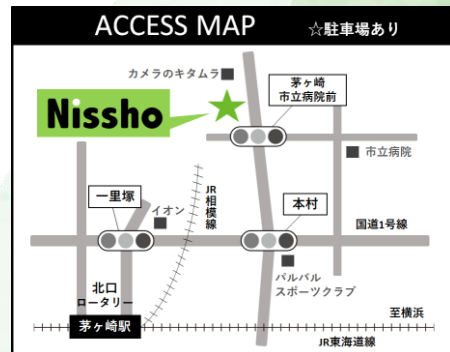 ACCESS MAP ☆駐車場あり
カメラのキタムラ
茅ヶ崎
市立病院前
Nissho
市立病院
JR
相模線
一里塚
イオン
本村
国道1号線
北口
ロータリー
パルバル
スポーツクラブ
茅ヶ崎駅
至横浜
JR東海道線